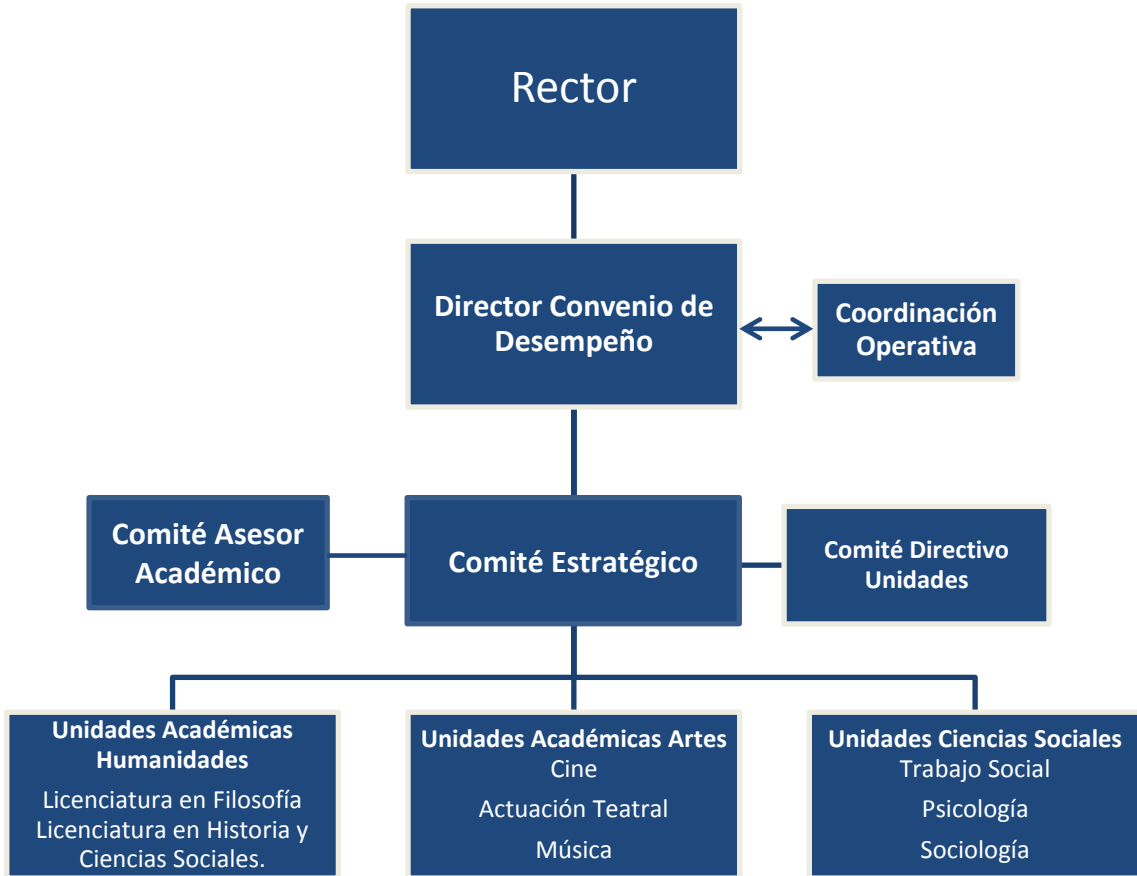 Rector
Director Convenio de
Desempeño
Coordinación
Operativa
Comité Asesor
Académico
Comité Estratégico
Comité Directivo
Unidades
Unidades Académicas
Humanidades
Licenciatura en Filosofía
Licenciatura en Historia y
Ciencias Sociales.
Unidades Académicas Artes
Cine
Actuación Teatral
Música
Unidades Ciencias Sociales
Trabajo Social
Psicología
Sociología